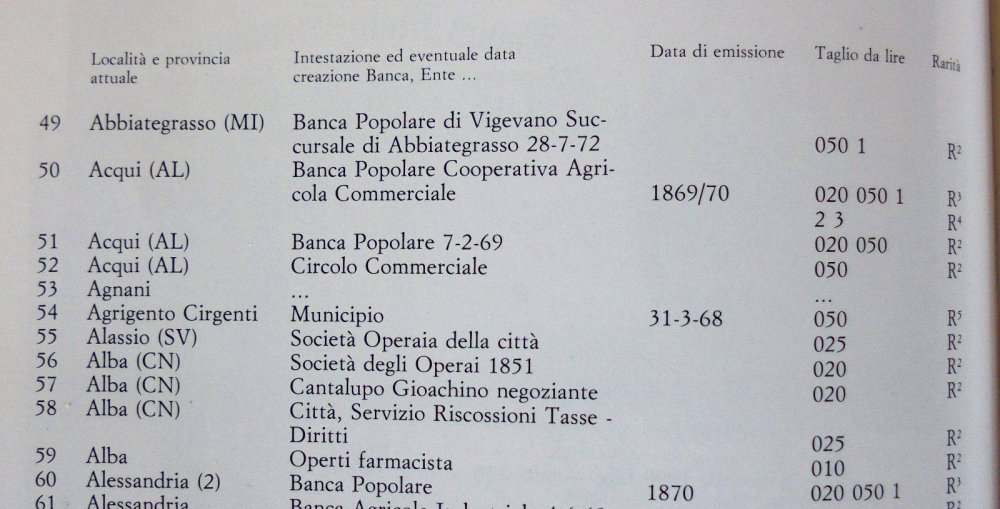 Località e provincia attuale Intestazione ed eventuale data creazione Banca, Ente ... Data di emissione Taglio da lire Rarità
49 Abbiategrasso (MI) Banca Popolare di Vigevano Suc-
cursale di Abbiategrasso 28-7-72 050 1 R²
50 Acqui (AL) Banca Popolare Cooperativa Agri-
cola Commerciale 1869/70 020 050 1 R³
2 3 R⁴
51 Acqui (AL) Banca Popolare 7-2-69 020 050 R²
52 Acqui (AL) Circolo Commerciale 050 R²
53 Agnani ... ...
54 Agrigento Cirgenti Municipio 31-3-68 050 R⁵
55 Alassio (SV) Società Operaia della città 025 R²
56 Alba (CN) Società degli Operai 1851 020 R²
57 Alba (CN) Cantalupo Gioachino negoziante 020 R²
58 Alba (CN) Città, Servizio Riscossioni Tasse -
Diritti 025 R²
59 Alba Operti farmacista 010 R²
60 Alessandria (2) Banca Popolare 1870 020 050 1 R³
61 Alessandria Banca Agricola R²